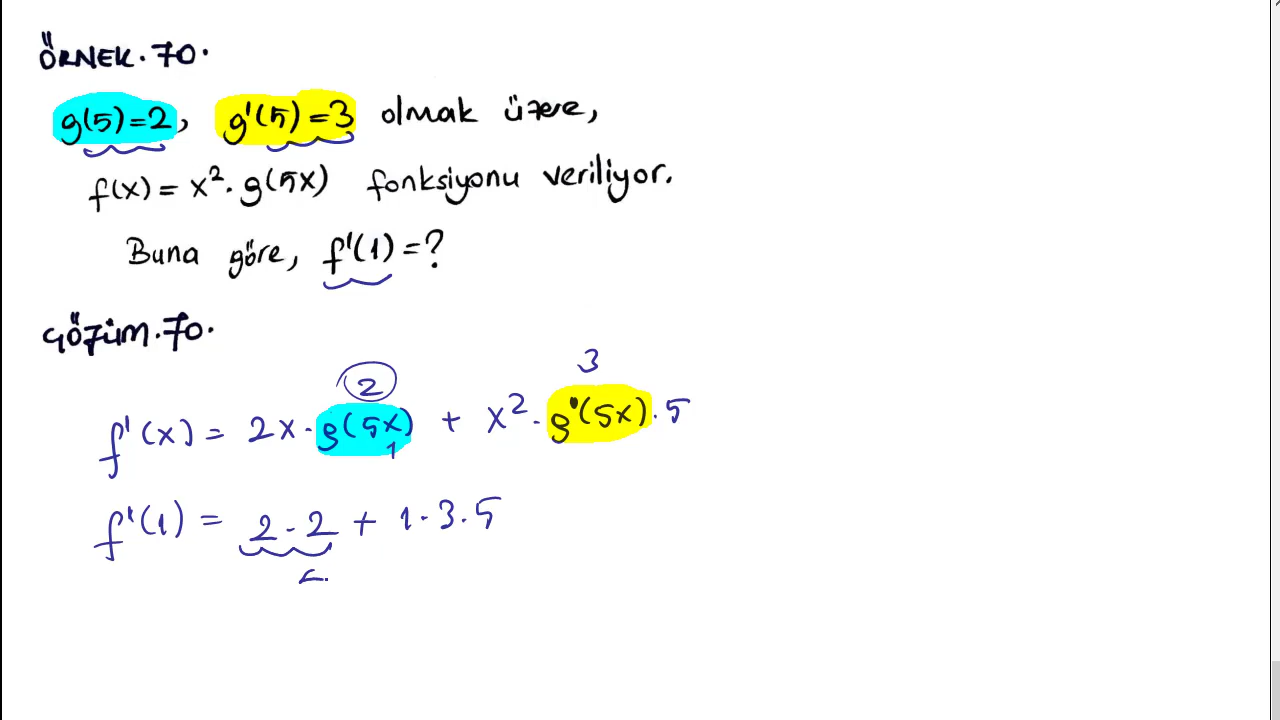 ÖRNEK.70.
g(5)=2, g'(5)=3 olmak üzere,
f(x) = x². g(5x) fonksiyonu veriliyor.
Buna göre, f'(1)=?
ÇÖZÜM.70.
2 3
f'(x) = 2x . g(5x) + x² . g'(5x) . 5
1
f'(1) = 2 . 2 + 1 . 3 . 5